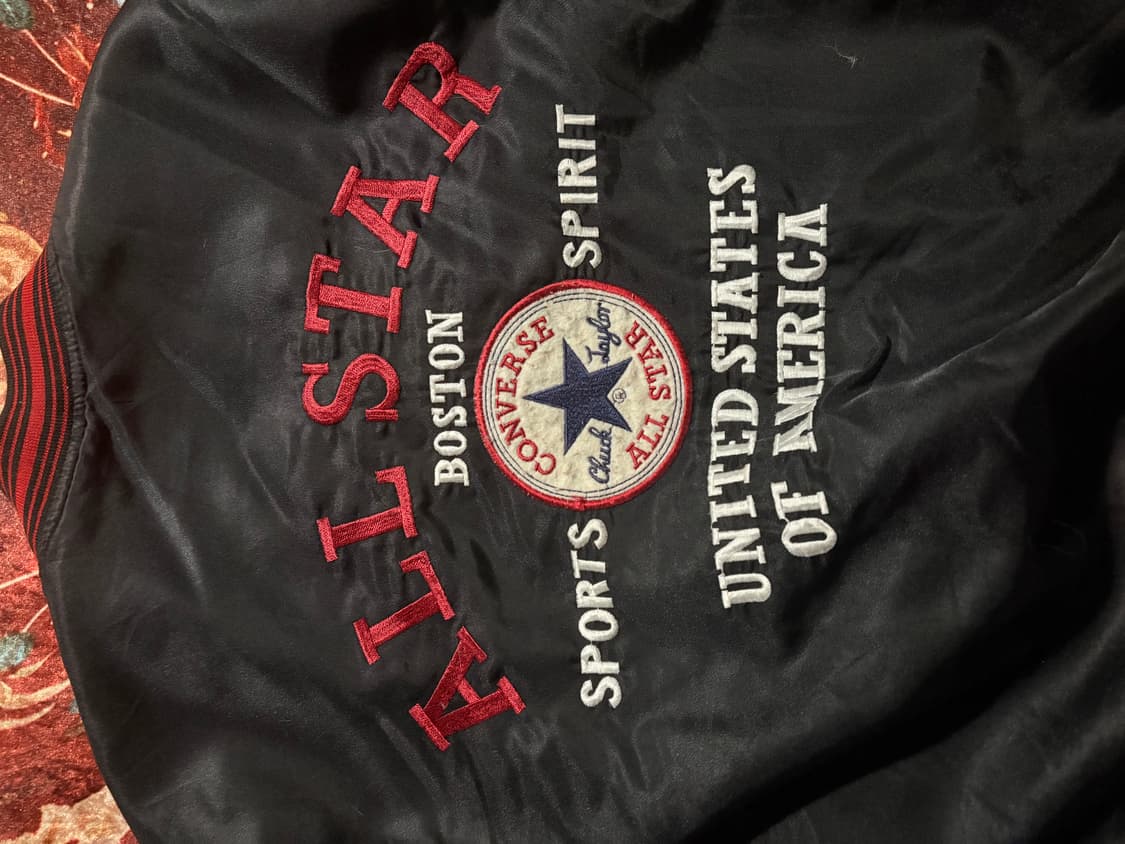 ALL STAR
BOSTON
SPORTS SPIRIT
CONVERSE
Chuck Taylor
®
ALL STAR
UNITED STATES
OF AMERICA